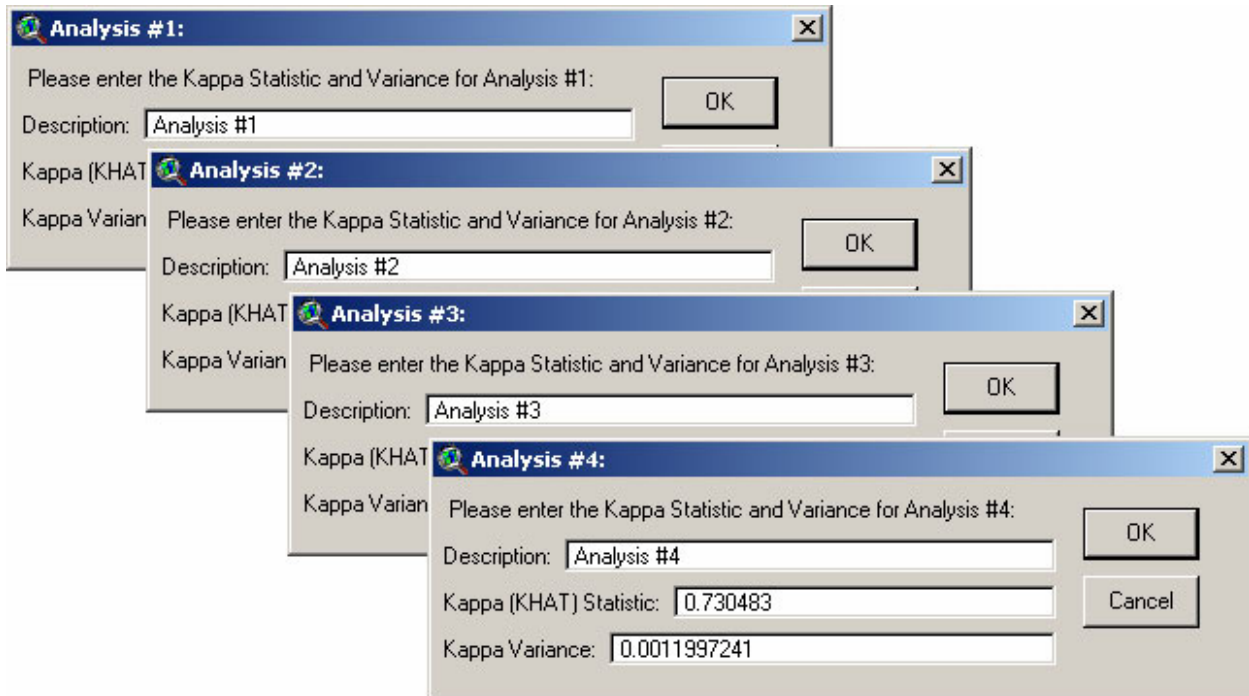 Analysis #1:
Please enter the Kappa Statistic and Variance for Analysis #1:
OK
Description: Analysis #1
Kappa (KHAT
Kappa Varian
Analysis #2:
Please enter the Kappa Statistic and Variance for Analysis #2:
OK
Description: Analysis #2
Kappa (KHAT
Kappa Varian
Analysis #3:
Please enter the Kappa Statistic and Variance for Analysis #3:
OK
Description: Analysis #3
Kappa (KHAT
Kappa Varian
Analysis #4:
Please enter the Kappa Statistic and Variance for Analysis #4:
OK
Description: Analysis #4
Kappa (KHAT) Statistic: 0.730483
Cancel
Kappa Variance: 0.0011997241